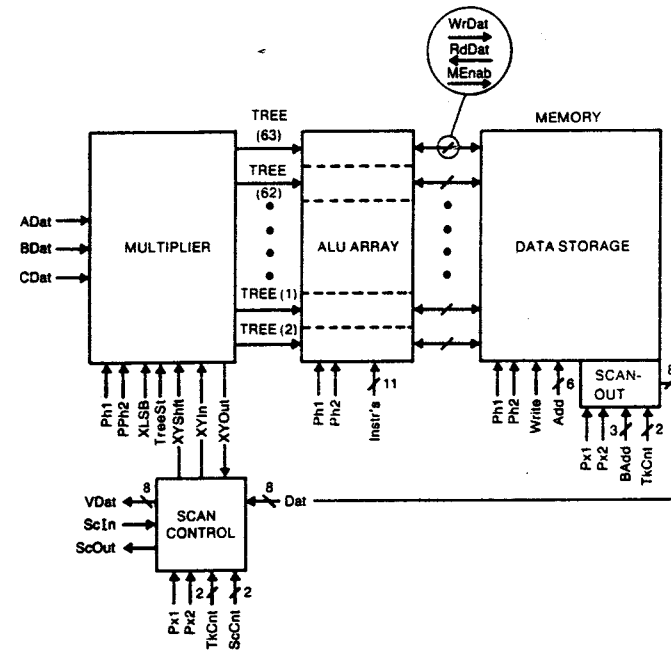 WrDat
RdDat
MEnab
TREE
(63)
MEMORY
TREE
(62)
ADat
BDat
CDat
MULTIPLIER
ALU ARRAY
DATA STORAGE
TREE (1)
TREE (2)
Ph1
PPh2
XLSB
TreeSt
XYShft
XYIn
XYOut
Ph1
Ph2
Instr's
11
Ph1
Ph2
Write
Add
6
SCAN-
OUT
8
Px1
Px2
3
BAdd
2
TkCnt
VDat
8
ScIn
ScOut
SCAN
CONTROL
8
Dat
Px1
Px2
2
TkCnt
2
ScCnt